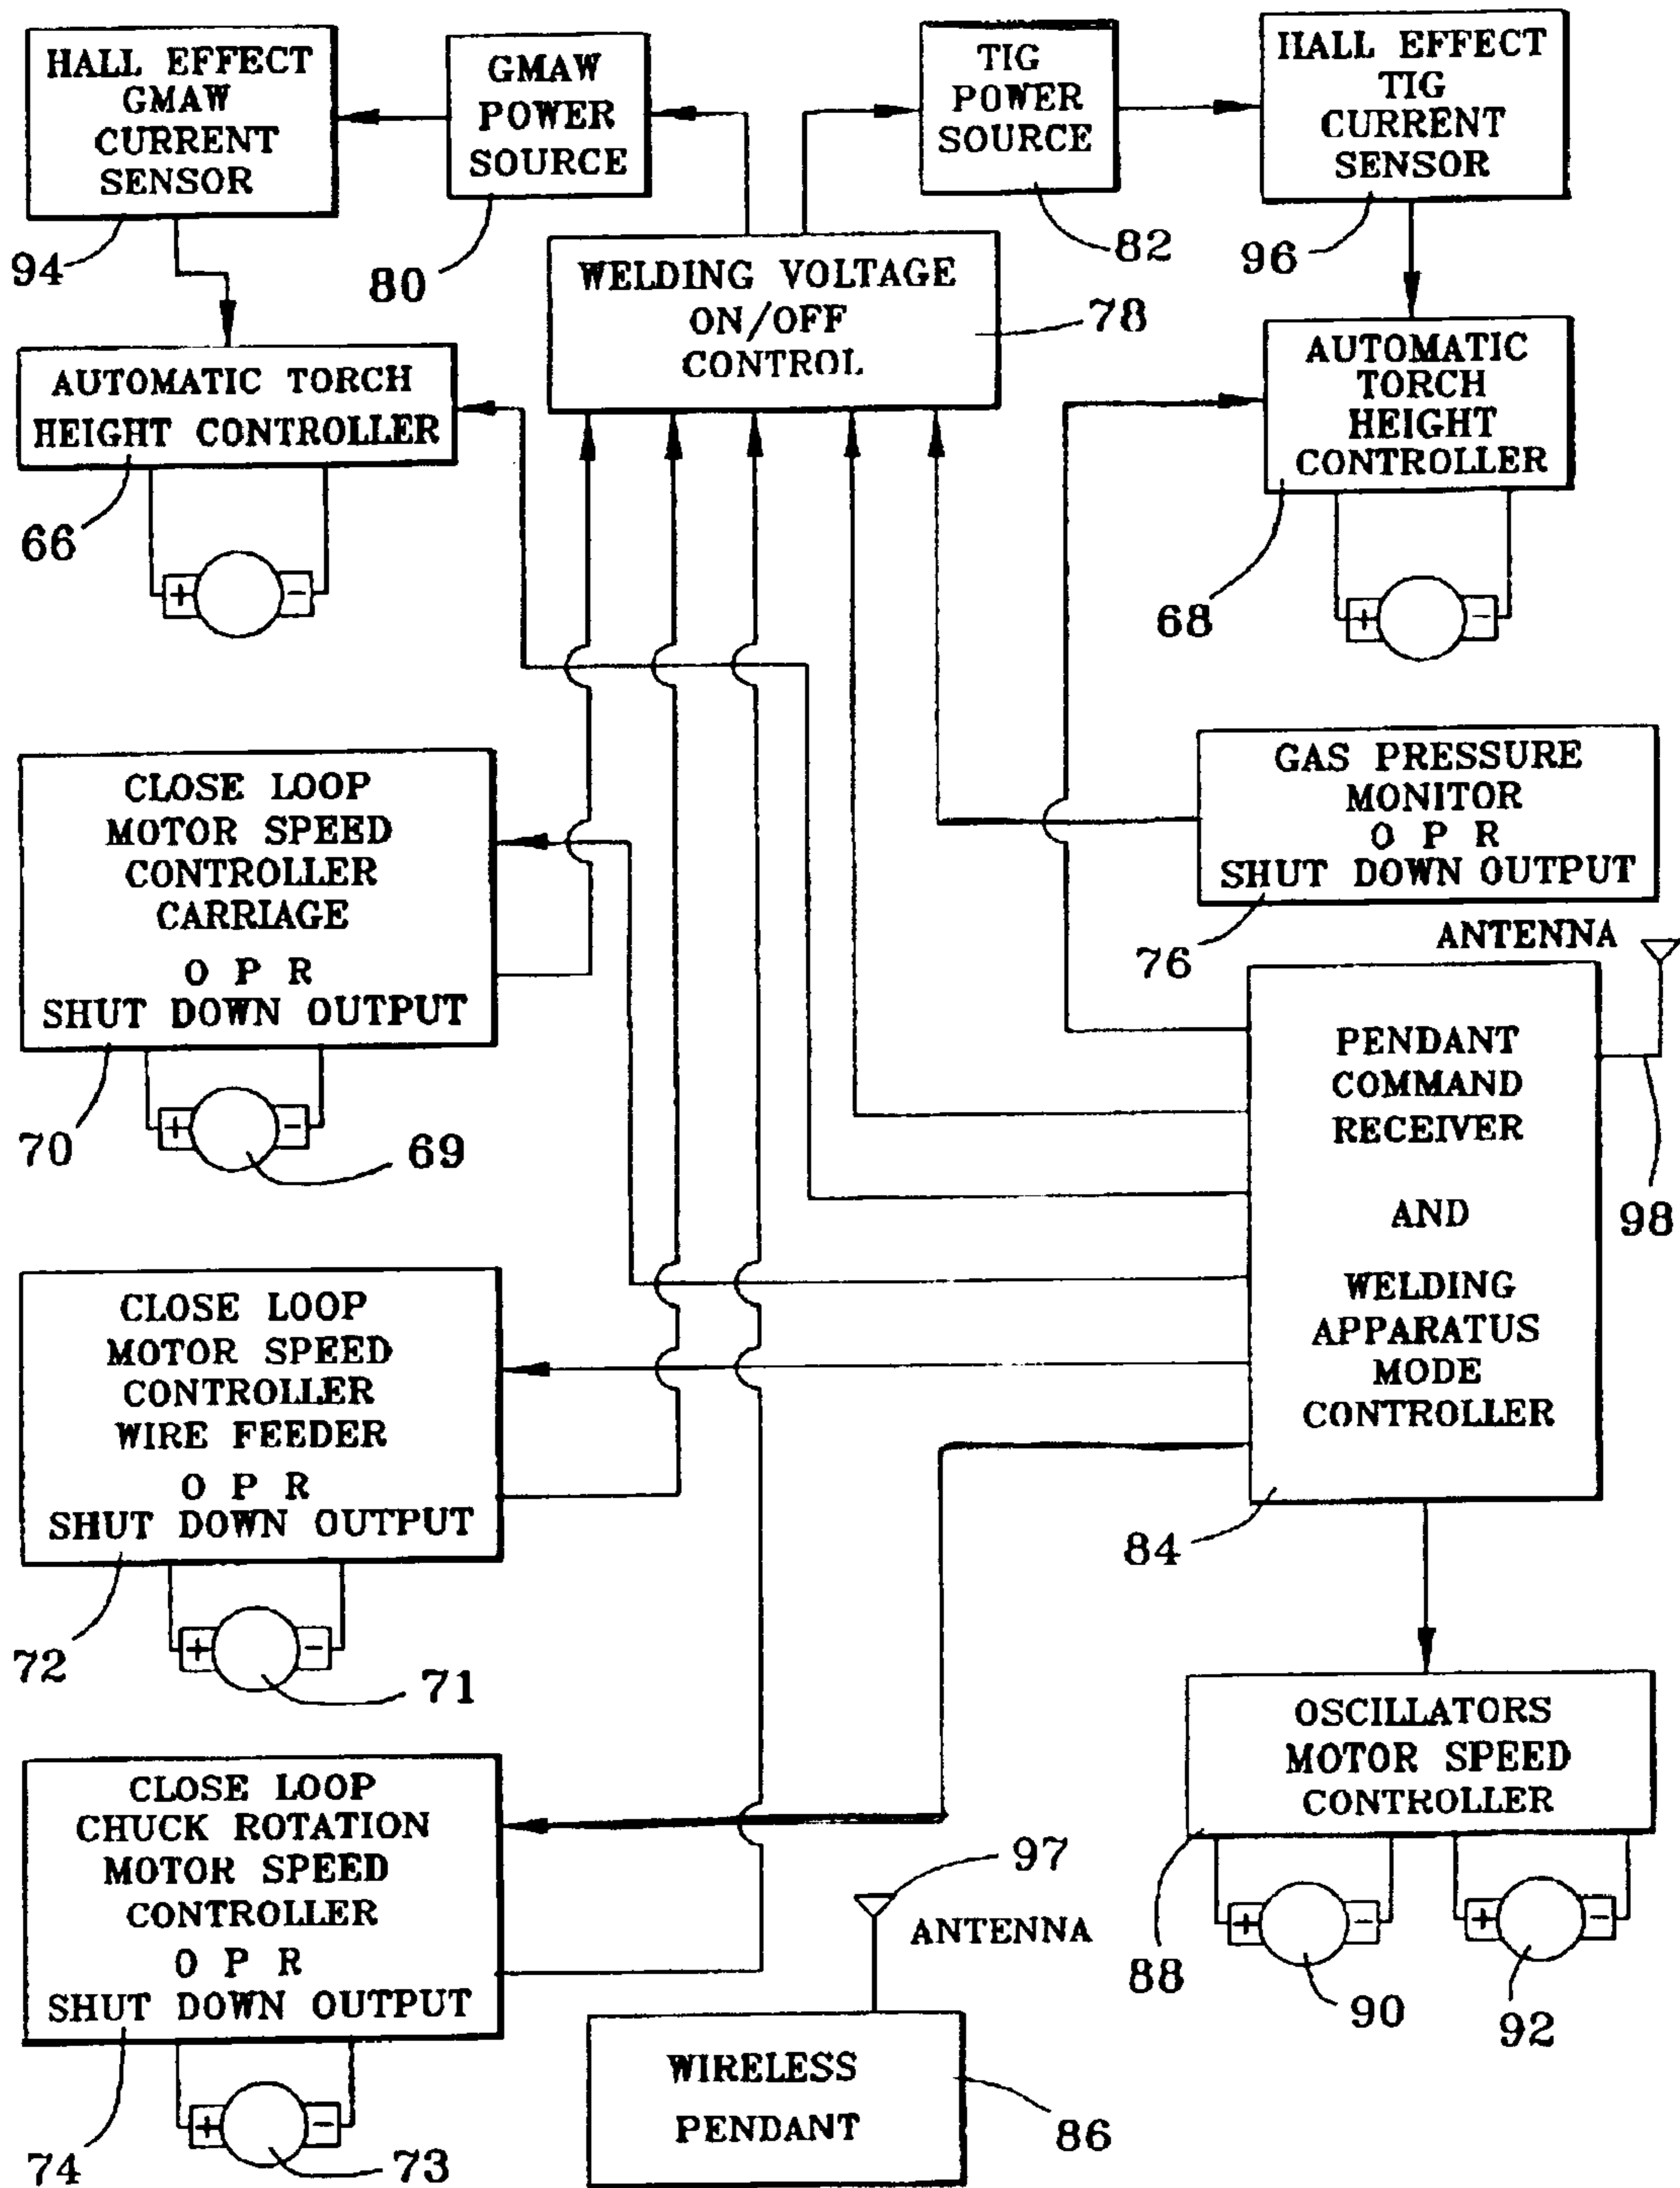 HALL EFFECT
GMAW
CURRENT
SENSOR
94
GMAW
POWER
SOURCE
80
TIG
POWER
SOURCE
82
HALL EFFECT
TIG
CURRENT
SENSOR
96
WELDING VOLTAGE
ON/OFF
CONTROL
78
AUTOMATIC TORCH
HEIGHT CONTROLLER
66
+
-
AUTOMATIC
TORCH
HEIGHT
CONTROLLER
68
+
-
CLOSE LOOP
MOTOR SPEED
CONTROLLER
CARRIAGE
O P R
SHUT DOWN OUTPUT
70
+
-
69
GAS PRESSURE
MONITOR
O P R
SHUT DOWN OUTPUT
76
ANTENNA
98
PENDANT
COMMAND
RECEIVER
AND
WELDING
APPARATUS
MODE
CONTROLLER
84
CLOSE LOOP
MOTOR SPEED
CONTROLLER
WIRE FEEDER
O P R
SHUT DOWN OUTPUT
72
+
-
71
OSCILLATORS
MOTOR SPEED
CONTROLLER
88
+
-
90
+
-
92
CLOSE LOOP
CHUCK ROTATION
MOTOR SPEED
CONTROLLER
O P R
SHUT DOWN OUTPUT
74
+
-
73
97
ANTENNA
WIRELESS
PENDANT
86